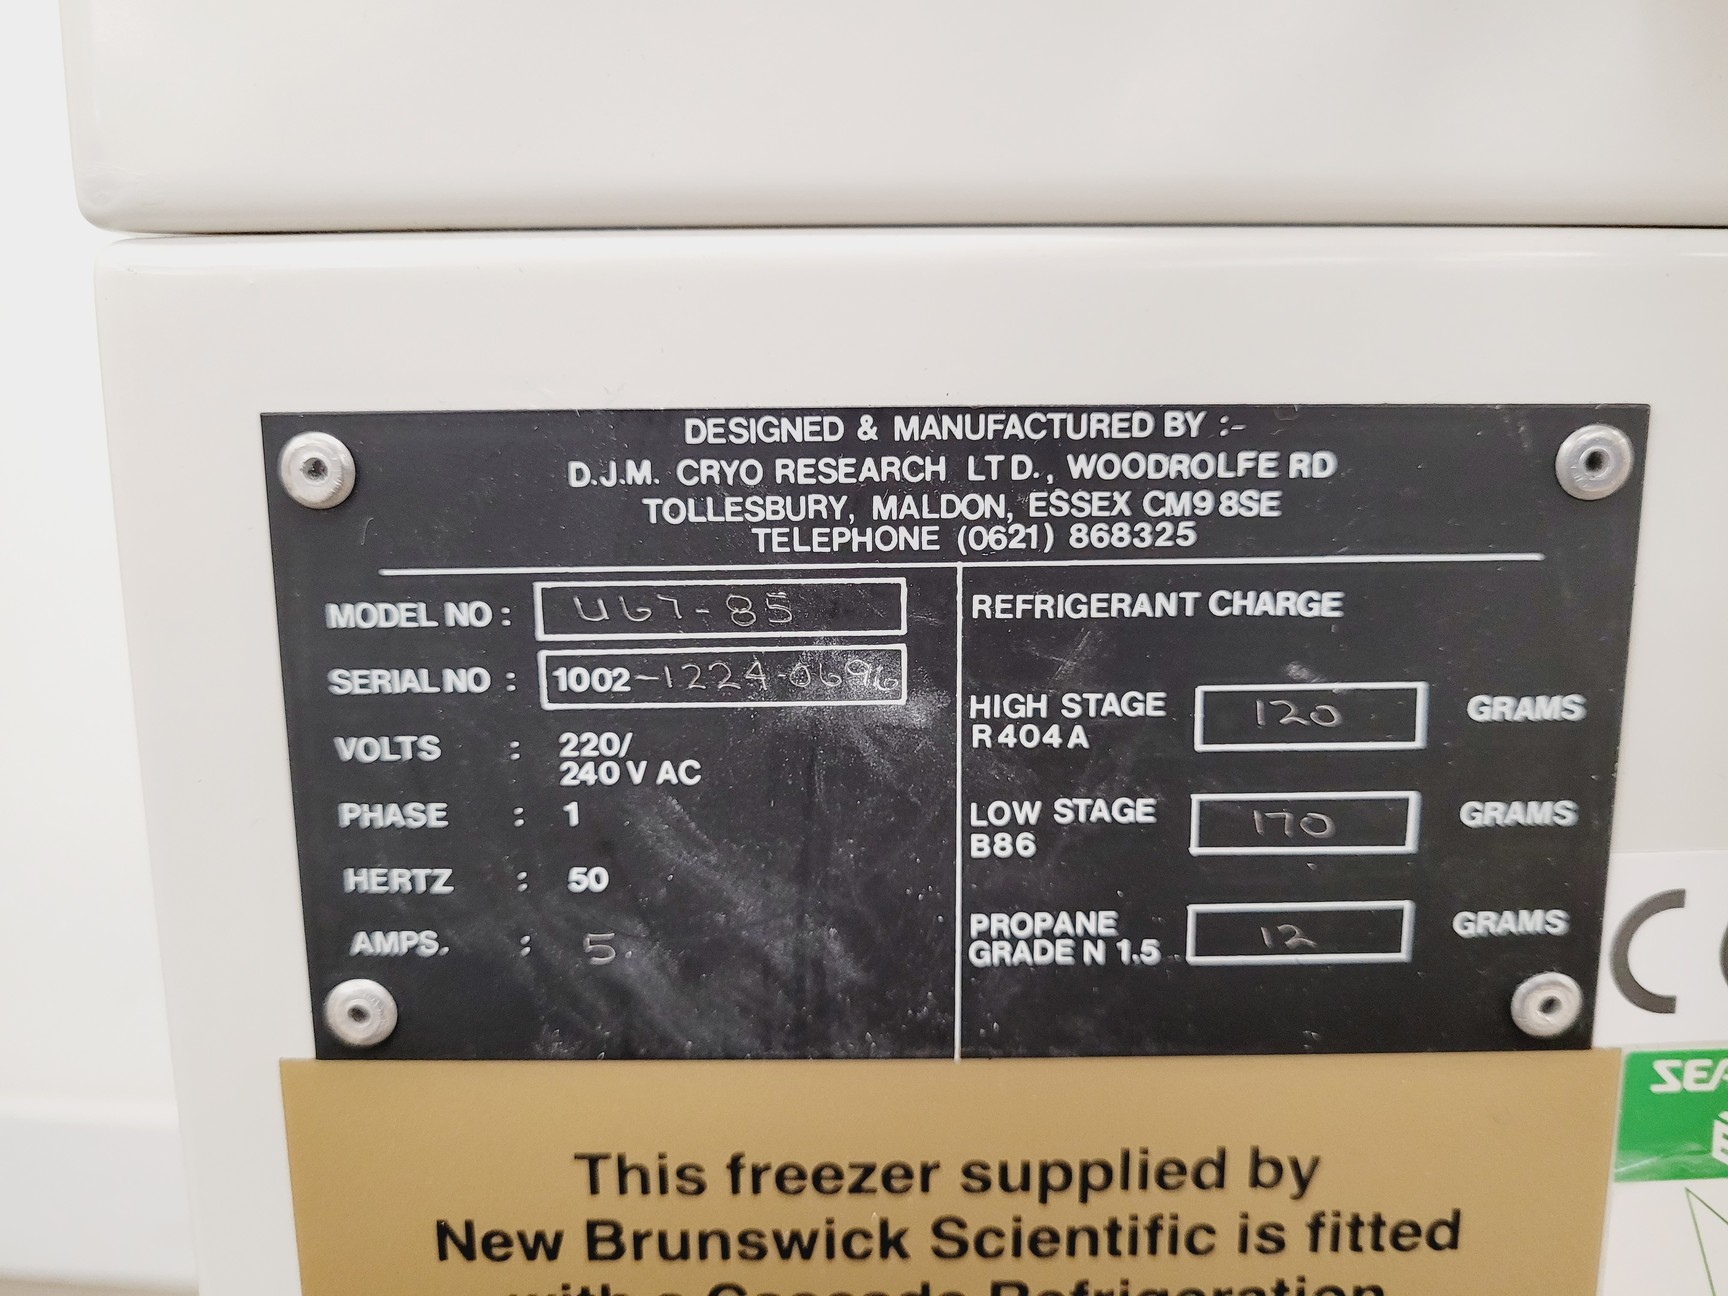 DESIGNED & MANUFACTURED BY :-
D.J.M. CRYO RESEARCH LTD., WOODROLFE RD
TOLLESBURY, MALDON, ESSEX CM9 8SE
TELEPHONE (0621) 868325
MODEL NO : U67-85
SERIAL NO : 1002-1224-0696
VOLTS : 220/
240 V AC
PHASE : 1
HERTZ : 50
AMPS. : 5.
REFRIGERANT CHARGE
HIGH STAGE 120 GRAMS
R404A
LOW STAGE 170 GRAMS
B86
PROPANE 12 GRAMS
GRADE N 1.5
This freezer supplied by
New Brunswick Scientific is fitted
with a Cascade Refrigeration